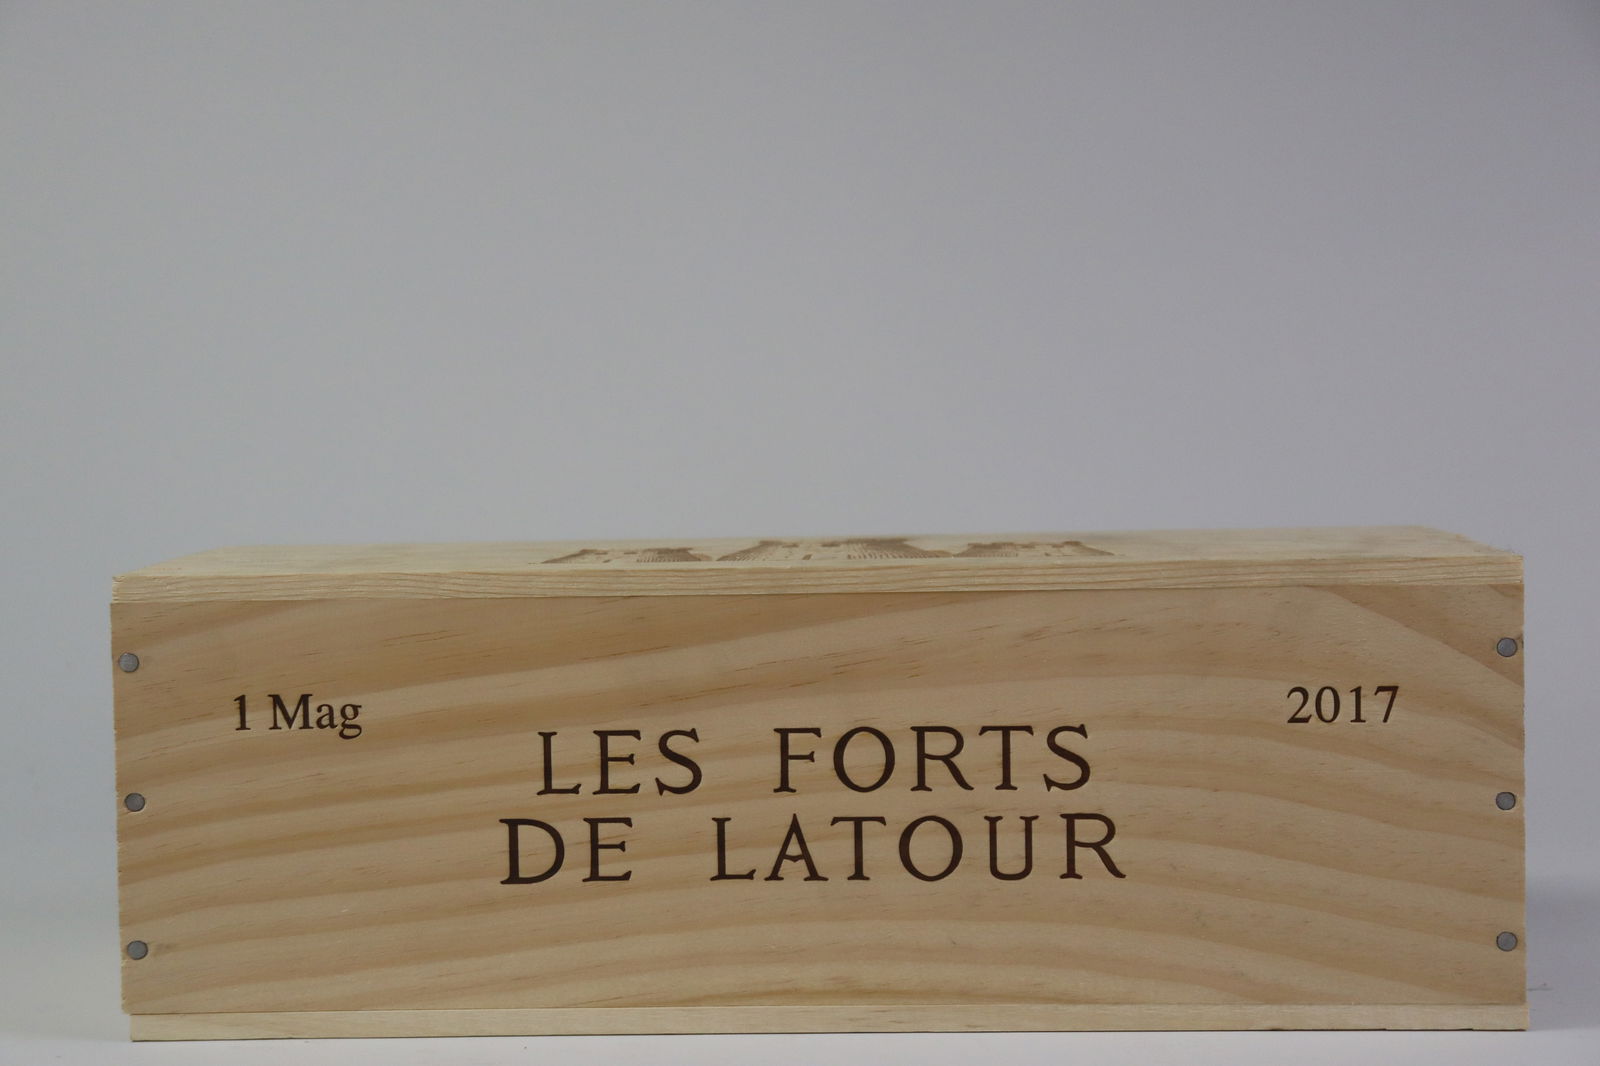 1 Mag
2017
LES FORTS
DE LATOUR